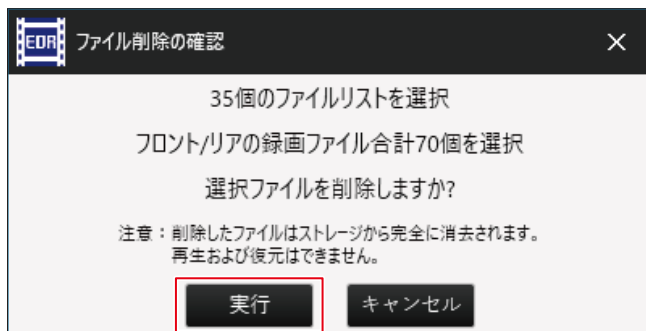 EDR ファイル削除の確認
35個のファイルリストを選択
フロント/リアの録画ファイル合計70個を選択
選択ファイルを削除しますか?
注意：削除したファイルはストレージから完全に消去されます。
再生および復元はできません。
実行 キャンセル